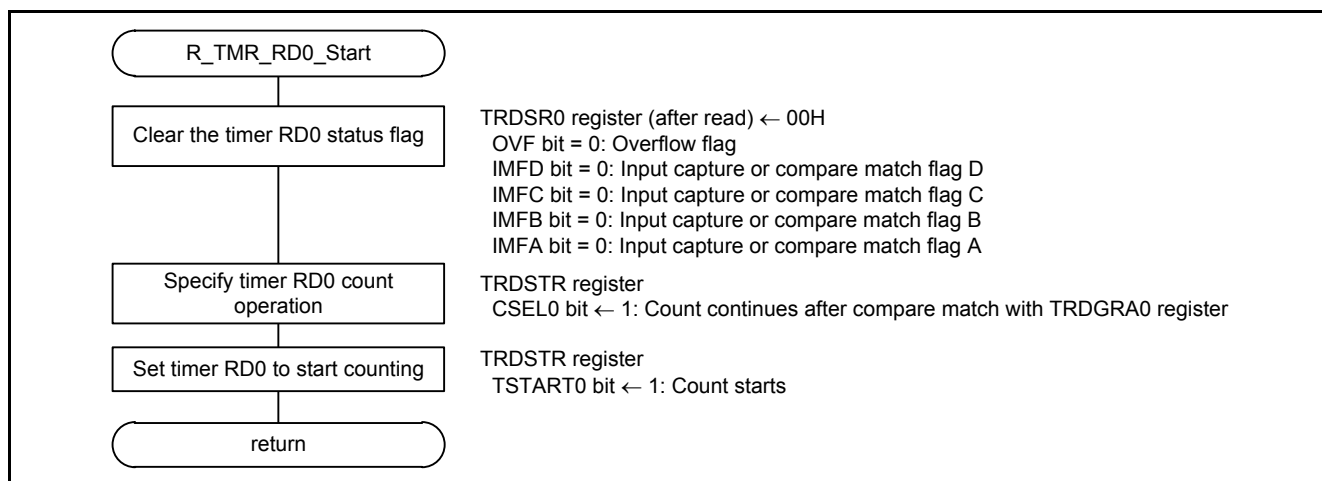 R_TMR_RD0_Start
Clear the timer RD0 status flag
TRDSR0 register (after read) ← 00H
OVF bit = 0: Overflow flag
IMFD bit = 0: Input capture or compare match flag D
IMFC bit = 0: Input capture or compare match flag C
IMFB bit = 0: Input capture or compare match flag B
IMFA bit = 0: Input capture or compare match flag A
Specify timer RD0 count
operation
TRDSTR register
CSEL0 bit ← 1: Count continues after compare match with TRDGRA0 register
Set timer RD0 to start counting
TRDSTR register
TSTART0 bit ← 1: Count starts
return